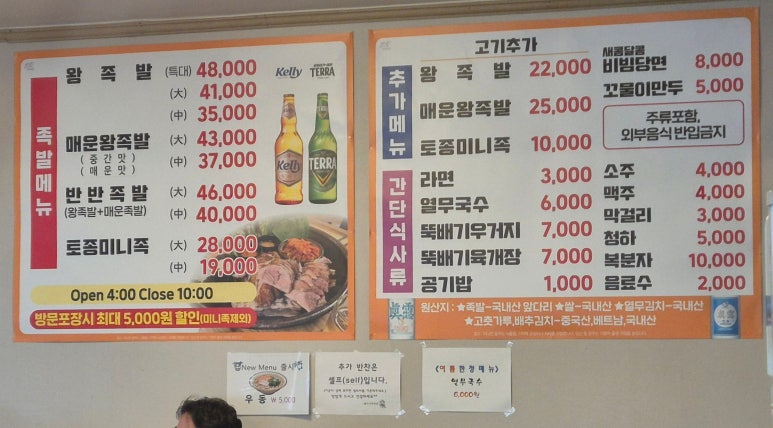 족발메뉴
왕 족 발 (특대) 48,000
(大) 41,000
(中) 35,000
매운왕족발 (大) 43,000
(중간맛)
(매운맛) (中) 37,000
반 반 족 발 (大) 46,000
(왕족발+매운족발) (中) 40,000
토종미니족 (大) 28,000
(中) 19,000
Kelly TERRA
Kelly TERRA
Open 4:00 Close 10:00
방문포장시 최대 5,000원 할인(미니족제외)
추가메뉴
고기추가
왕 족 발 22,000
매운왕족발 25,000
토종미니족 10,000
새콤달콤
비빔당면 8,000
꼬물이만두 5,000
주류포함,
외부음식 반입금지
간단식사류
라면 3,000
열무국수 6,000
뚝배기우거지 7,000
뚝배기육개장 7,000
공기밥 1,000
소주 4,000
맥주 4,000
막걸리 3,000
청하 5,000
복분자 10,000
음료수 2,000
원산지 : ★족발-국내산 앞다리 ★쌀-국내산 ★열무김치-국내산
★고춧가루,배추김치-중국산,베트남,국내산
New Menu 출시
우동 ₩5,000
추가 반찬은
셀프(self)입니다.
《여름한정메뉴》
열무국수
6,000원